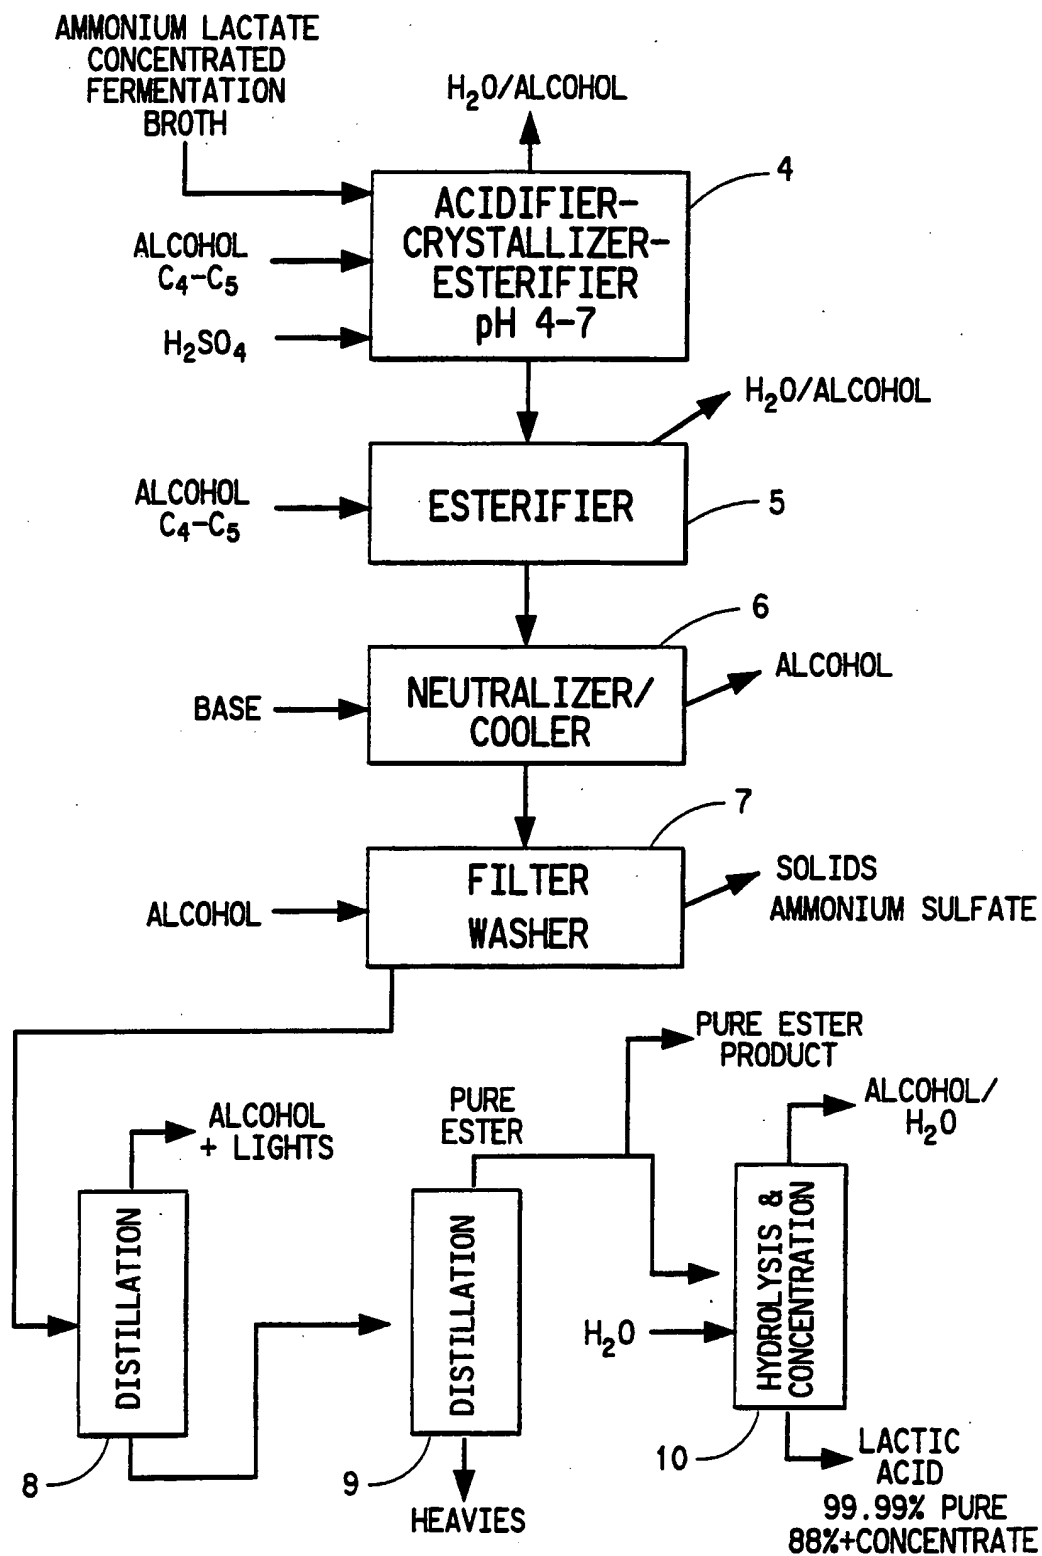 AMMONIUM LACTATE
CONCENTRATED
FERMENTATION
BROTH
H₂O/ALCOHOL
4
ACIDIFIER-
CRYSTALLIZER-
ESTERIFIER
pH 4-7
ALCOHOL
C₄-C₅
H₂SO₄
H₂O/ALCOHOL
ALCOHOL
C₄-C₅
ESTERIFIER
5
6
BASE
NEUTRALIZER/
COOLER
ALCOHOL
7
ALCOHOL
FILTER
WASHER
SOLIDS
AMMONIUM SULFATE
PURE ESTER
PRODUCT
ALCOHOL
+ LIGHTS
PURE
ESTER
ALCOHOL/
H₂O
DISTILLATION
DISTILLATION
HYDROLYSIS &
CONCENTRATION
H₂O
8
9
10
HEAVIES
LACTIC
ACID
99.99% PURE
88%+CONCENTRATE